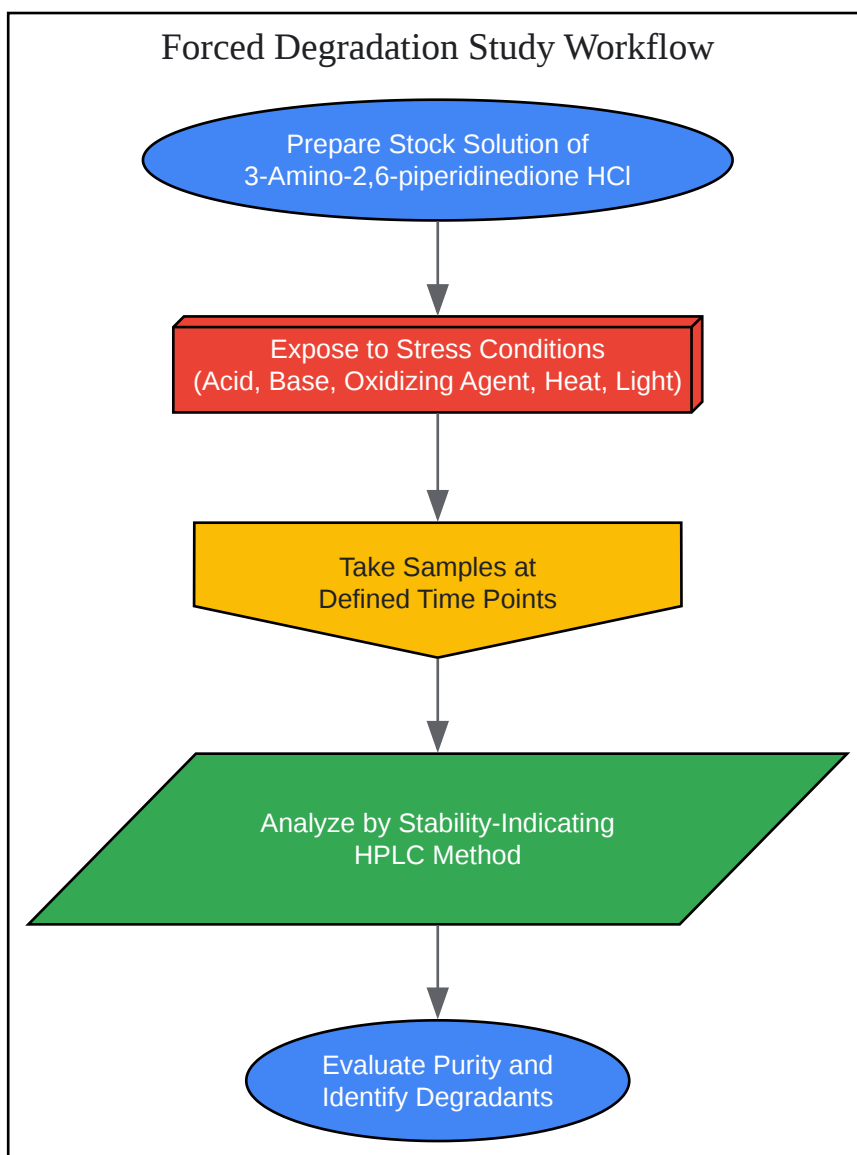 Forced Degradation Study Workflow
Prepare Stock Solution of
3-Amino-2,6-piperidinedione HCl
Expose to Stress Conditions
(Acid, Base, Oxidizing Agent, Heat, Light)
Take Samples at
Defined Time Points
Analyze by Stability-Indicating
HPLC Method
Evaluate Purity and
Identify Degradants